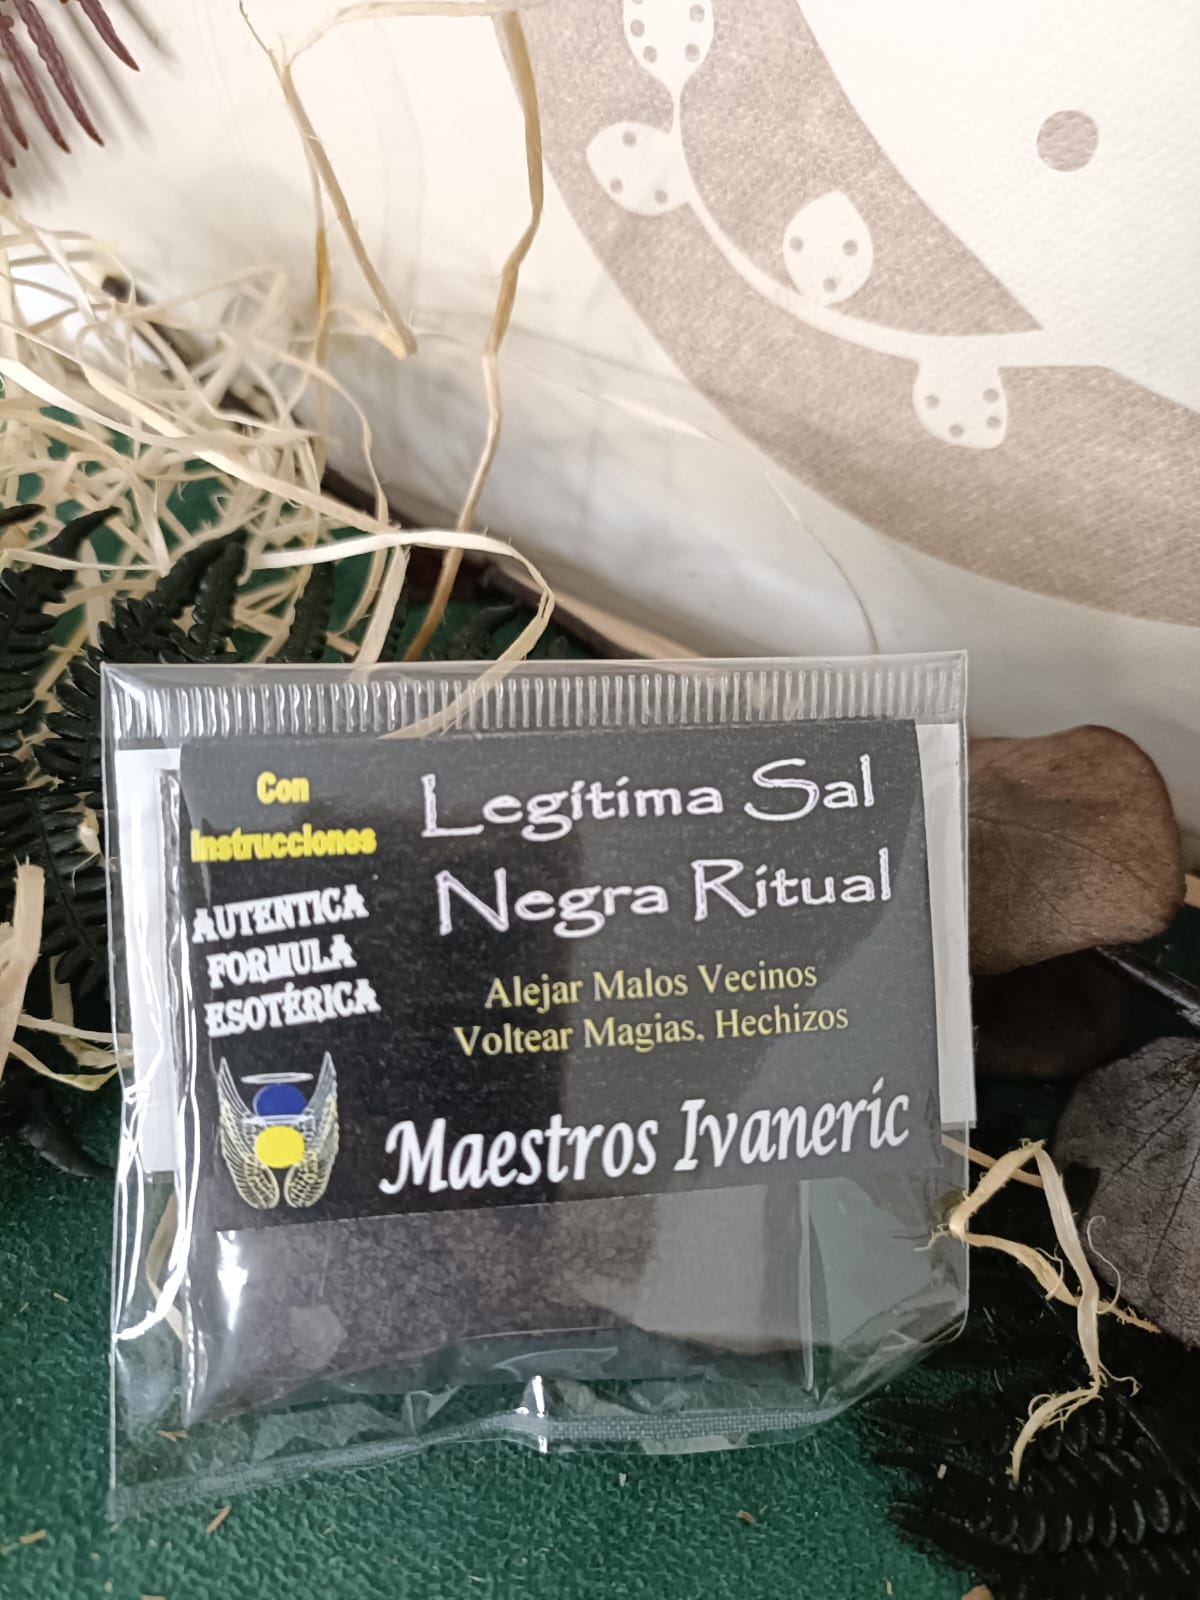 Con
Instrucciones
AUTENTICA
FORMULA
ESOTÉRICA
Legítima Sal
Negra Ritual
Alejar Malos Vecinos
Voltear Magias, Hechizos
Maestros Ivaneric